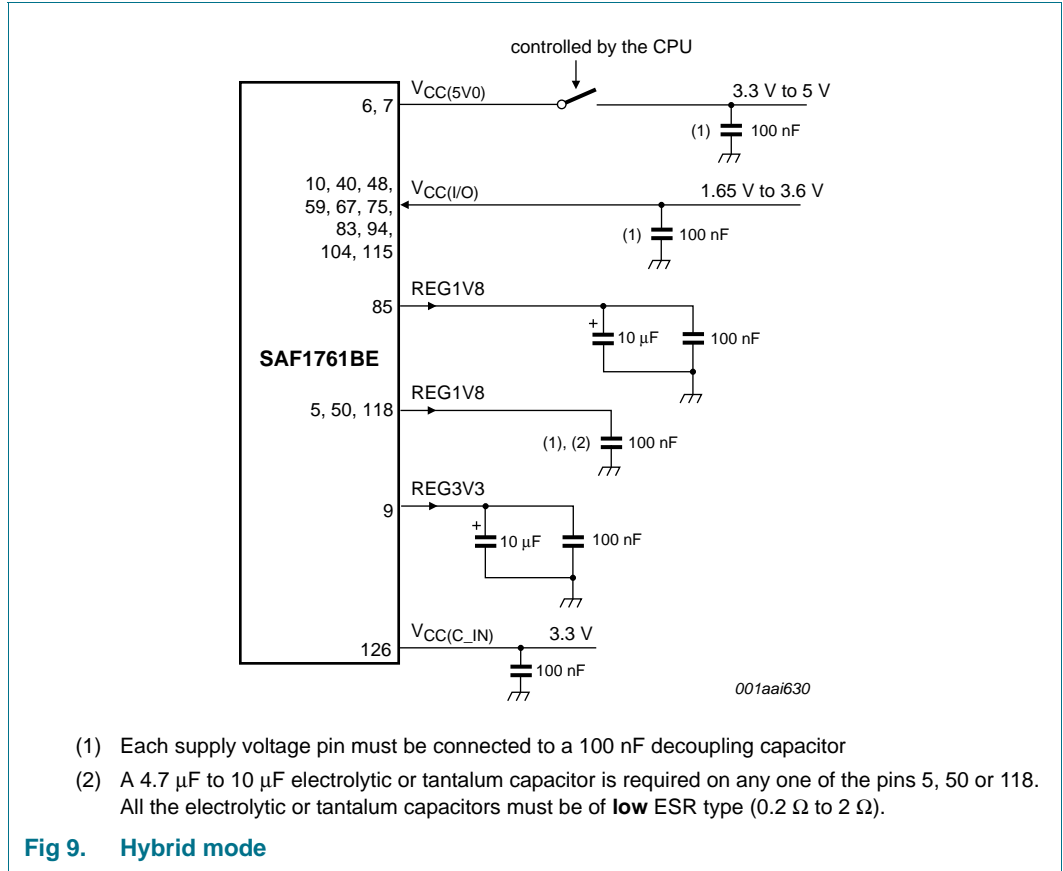 controlled by the CPU
6, 7
VCC(5V0)
3.3 V to 5 V
(1)
100 nF
10, 40, 48,
59, 67, 75,
83, 94,
104, 115
VCC(I/O)
1.65 V to 3.6 V
(1)
100 nF
85
REG1V8
+
10 μF
100 nF
SAF1761BE
5, 50, 118
REG1V8
(1), (2)
100 nF
9
REG3V3
+
10 μF
100 nF
126
VCC(C_IN)
3.3 V
100 nF
001aai630
(1) Each supply voltage pin must be connected to a 100 nF decoupling capacitor
(2) A 4.7 μF to 10 μF electrolytic or tantalum capacitor is required on any one of the pins 5, 50 or 118.
All the electrolytic or tantalum capacitors must be of low ESR type (0.2 Ω to 2 Ω).
Fig 9. Hybrid mode